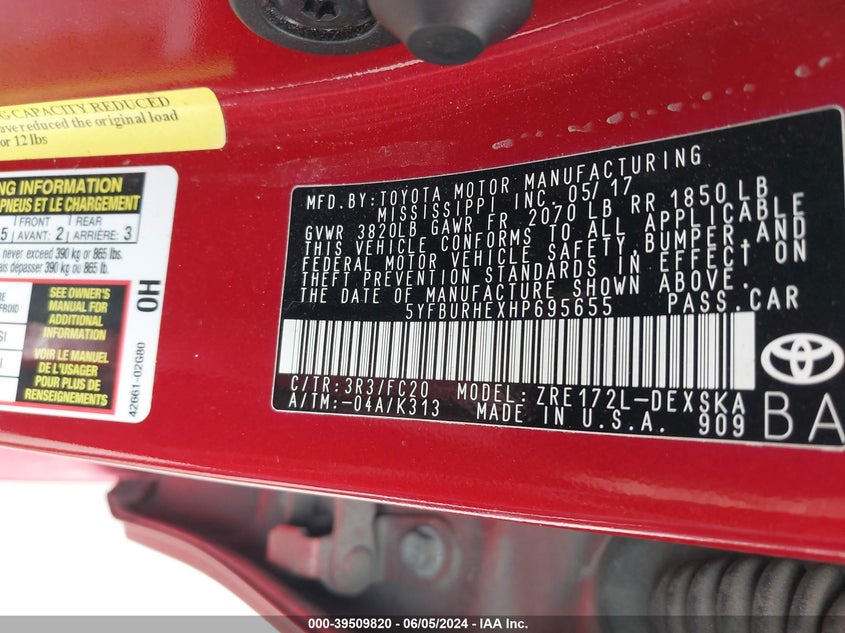 G CAPACITY REDUCED
ave reduced the original load
or 12 lbs
NG INFORMATION
PNEUS ET LE CHARGEMENT
5 FRONT REAR
AVANT: 2 ARRIÈRE: 3
never exceed 390 kg or 865 lbs.
dépasser 390 kg ou 865 lb.
RE
FROID
SI
SEE OWNER'S
MANUAL FOR
ADDITIONAL
INFORMATION
VOIR LE MANUEL
DE L'USAGER
POUR PLUS DE
RENSEIGNEMENTS
OH
42661-02G80
MFD.BY:TOYOTA MOTOR MANUFACTURING
MISSISSIPPI INC. 05/17
GVWR 3820LB GAWR FR 2070 LB RR 1850 LB
THIS VEHICLE CONFORMS TO ALL APPLICABLE
FEDERAL MOTOR VEHICLE SAFETY, BUMPER, AND
THEFT PREVENTION STANDARDS IN EFFECT ON
THE DATE OF MANUFACTURE SHOWN ABOVE.
5YFBURHEXHP695655 PASS.CAR
C/TR:3R3/FC20 MODEL:ZRE172L-DEXSKA
A/TM:-04A/K313 MADE IN U.S.A. 909
BA
000-39509820 - 06/05/2024 - IAA Inc.